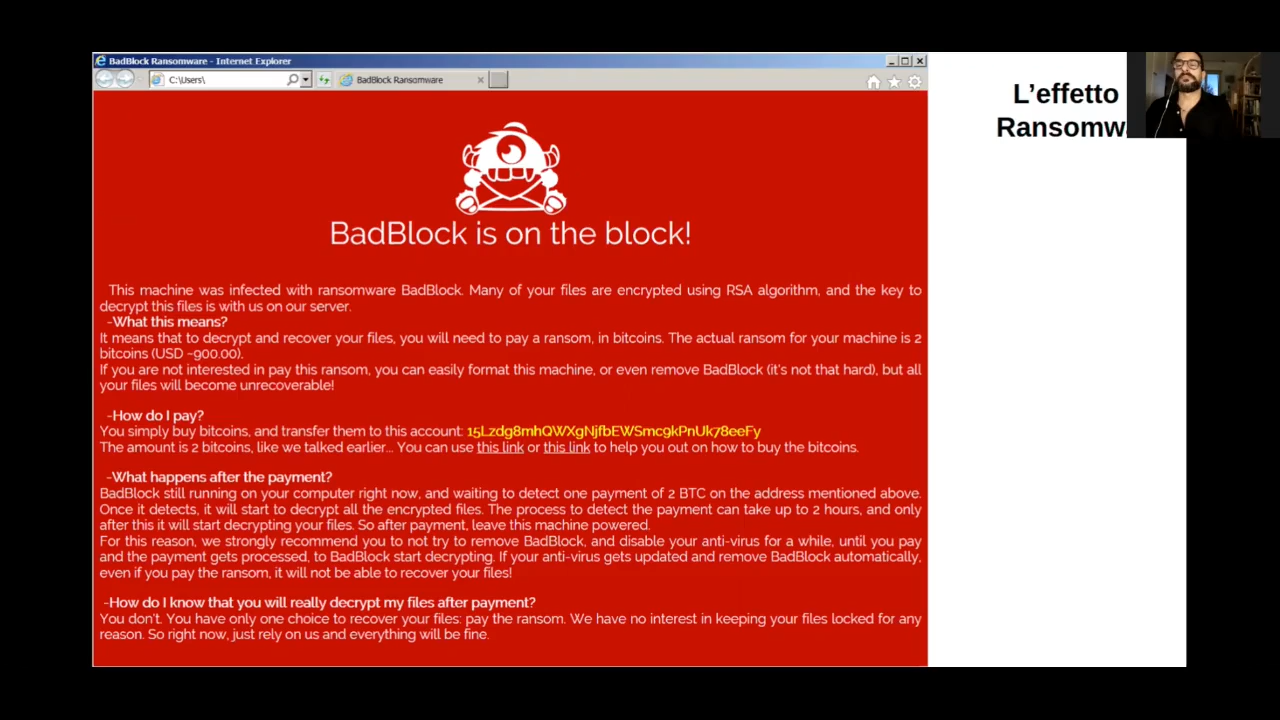 BadBlock Ransomware - Internet Explorer
C:\Users\
BadBlock Ransomware
L'effetto
BadBlock is on the block!
This machine was infected with ransomware BadBlock. Many of your files are encrypted using RSA algorithm, and the key to
decrypt this files is with us on our server.
-What this means?
It means that to decrypt and recover your files, you will need to pay a ransom, in bitcoins. The actual ransom for your machine is 2
bitcoins (USD ~900.00).
If you are not interested in pay this ransom, you can easily format this machine, or even remove BadBlock (it's not that hard), but all
your files will become unrecoverable!
-How do I pay?
You simply buy bitcoins, and transfer them to this account: 15Lzdg8mhQWXgNjfbEWSmc9kPnUk78eeFy
The amount is 2 bitcoins, like we talked earlier... You can use this link or this link to help you out on how to buy the bitcoins.
-What happens after the payment?
BadBlock still running on your computer right now, and waiting to detect one payment of 2 BTC on the address mentioned above.
Once it detects, it will start to decrypt all the encrypted files. The process to detect the payment can take up to 2 hours, and only
after this it will start decrypting your files. So after payment, leave this machine powered.
For this reason, we strongly recommend you to not try to remove BadBlock, and disable your anti-virus for a while, until you pay
and the payment gets processed, to BadBlock start decrypting. If your anti-virus gets updated and remove BadBlock automatically,
even if you pay the ransom, it will not be able to recover your files!
-How do I know that you will really decrypt my files after payment?
You don't. You have only one choice to recover your files: pay the ransom. We have no interest in keeping your files locked for any
reason. So right now, just rely on us and everything will be fine.